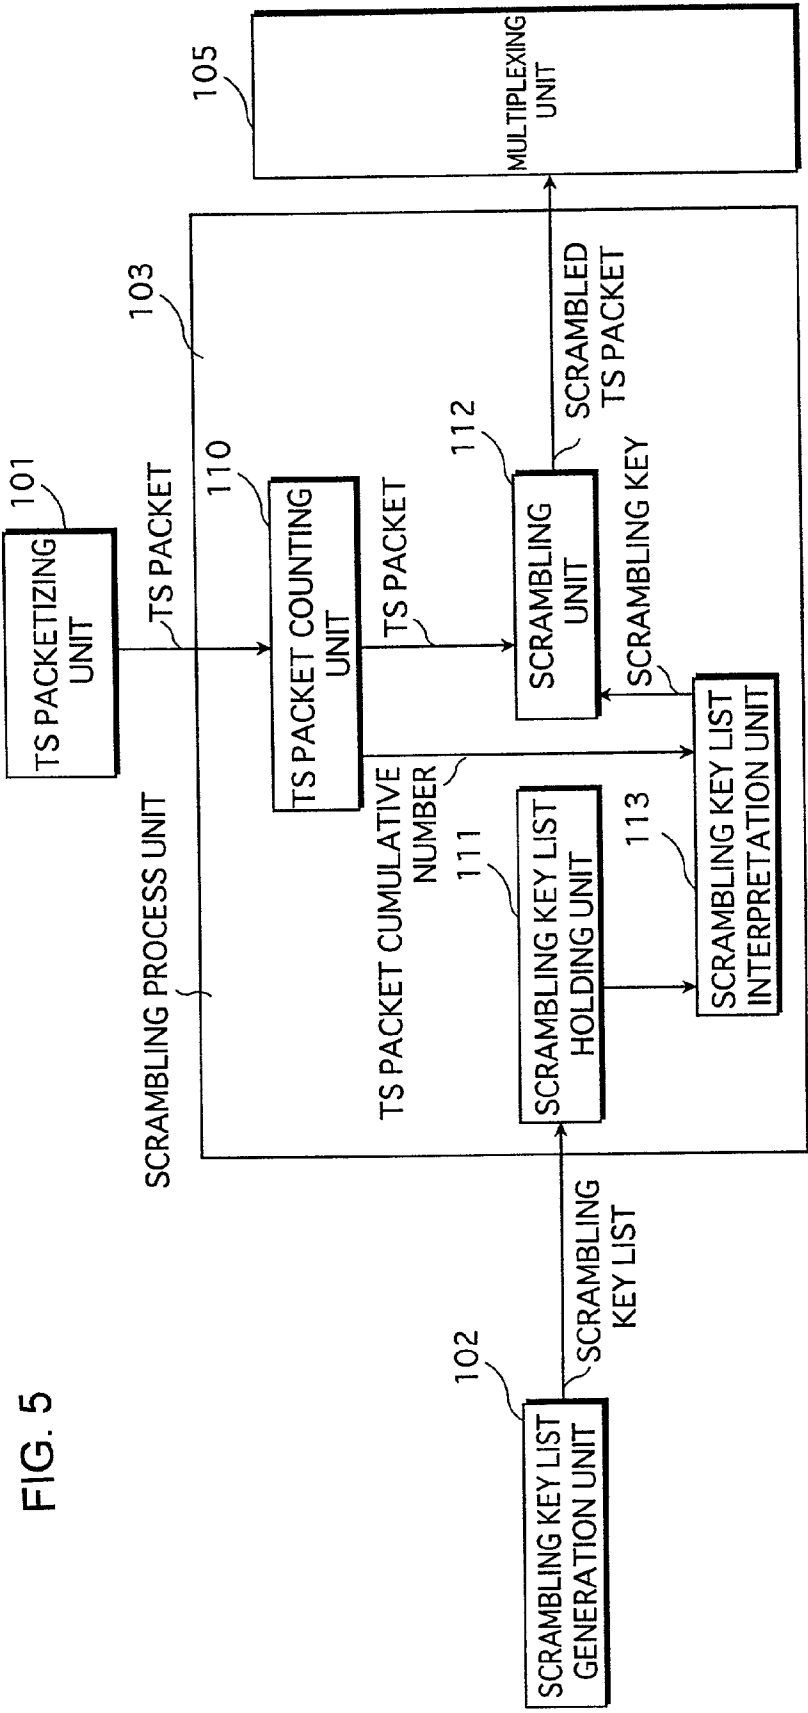 FIG. 5
TS PACKETIZING
UNIT
101
TS PACKET
SCRAMBLING PROCESS UNIT
103
105
TS PACKET COUNTING
UNIT
110
TS PACKET CUMULATIVE
NUMBER
TS PACKET
102
SCRAMBLING KEY LIST
GENERATION UNIT
SCRAMBLING
KEY LIST
111
SCRAMBLING KEY LIST
HOLDING UNIT
112
SCRAMBLING
UNIT
SCRAMBLED
TS PACKET
MULTIPLEXING
UNIT
113
SCRAMBLING KEY
SCRAMBLING KEY LIST
INTERPRETATION UNIT